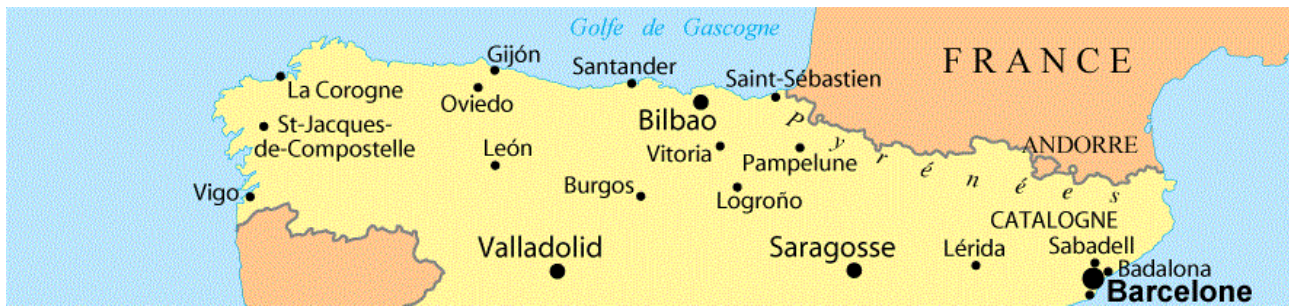 Golfe de Gascogne
FRANCE
Gijón
Santander
Saint-Sébastien
La Corogne
Oviedo
Bilbao
St-Jacques-
de-Compostelle
León
Vitoria
Pampelune
ANDORRE
Pyrénées
Vigo
Burgos
Logroño
CATALOGNE
Valladolid
Saragosse
Lérida
Sabadell
Badalona
Barcelone